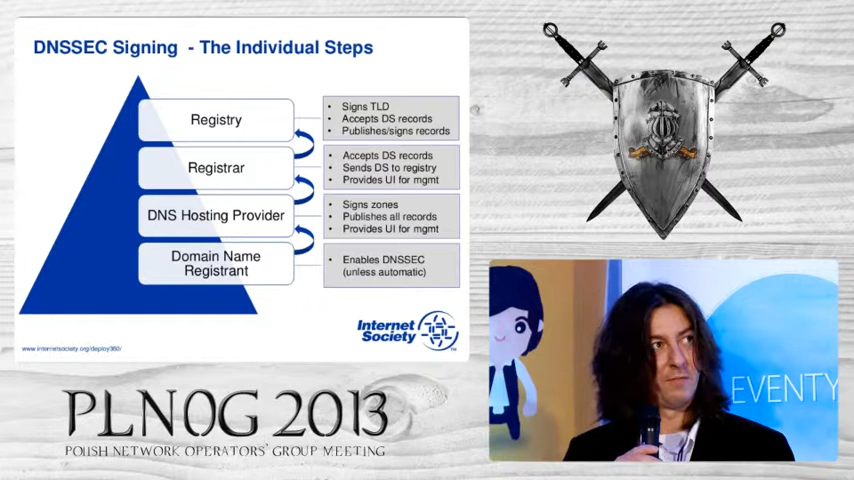 DNSSEC Signing - The Individual Steps
Registry
• Signs TLD
• Accepts DS records
• Publishes/signs records
Registrar
• Accepts DS records
• Sends DS to registry
• Provides UI for mgmt
DNS Hosting Provider
• Signs zones
• Publishes all records
• Provides UI for mgmt
Domain Name
Registrant
• Enables DNSSEC
(unless automatic)
Internet
Society
TM
www.internetsociety.org/deploy360/
EVENTY
PLNOG 2013
POLISH NETWORK OPERATORS' GROUP MEETING